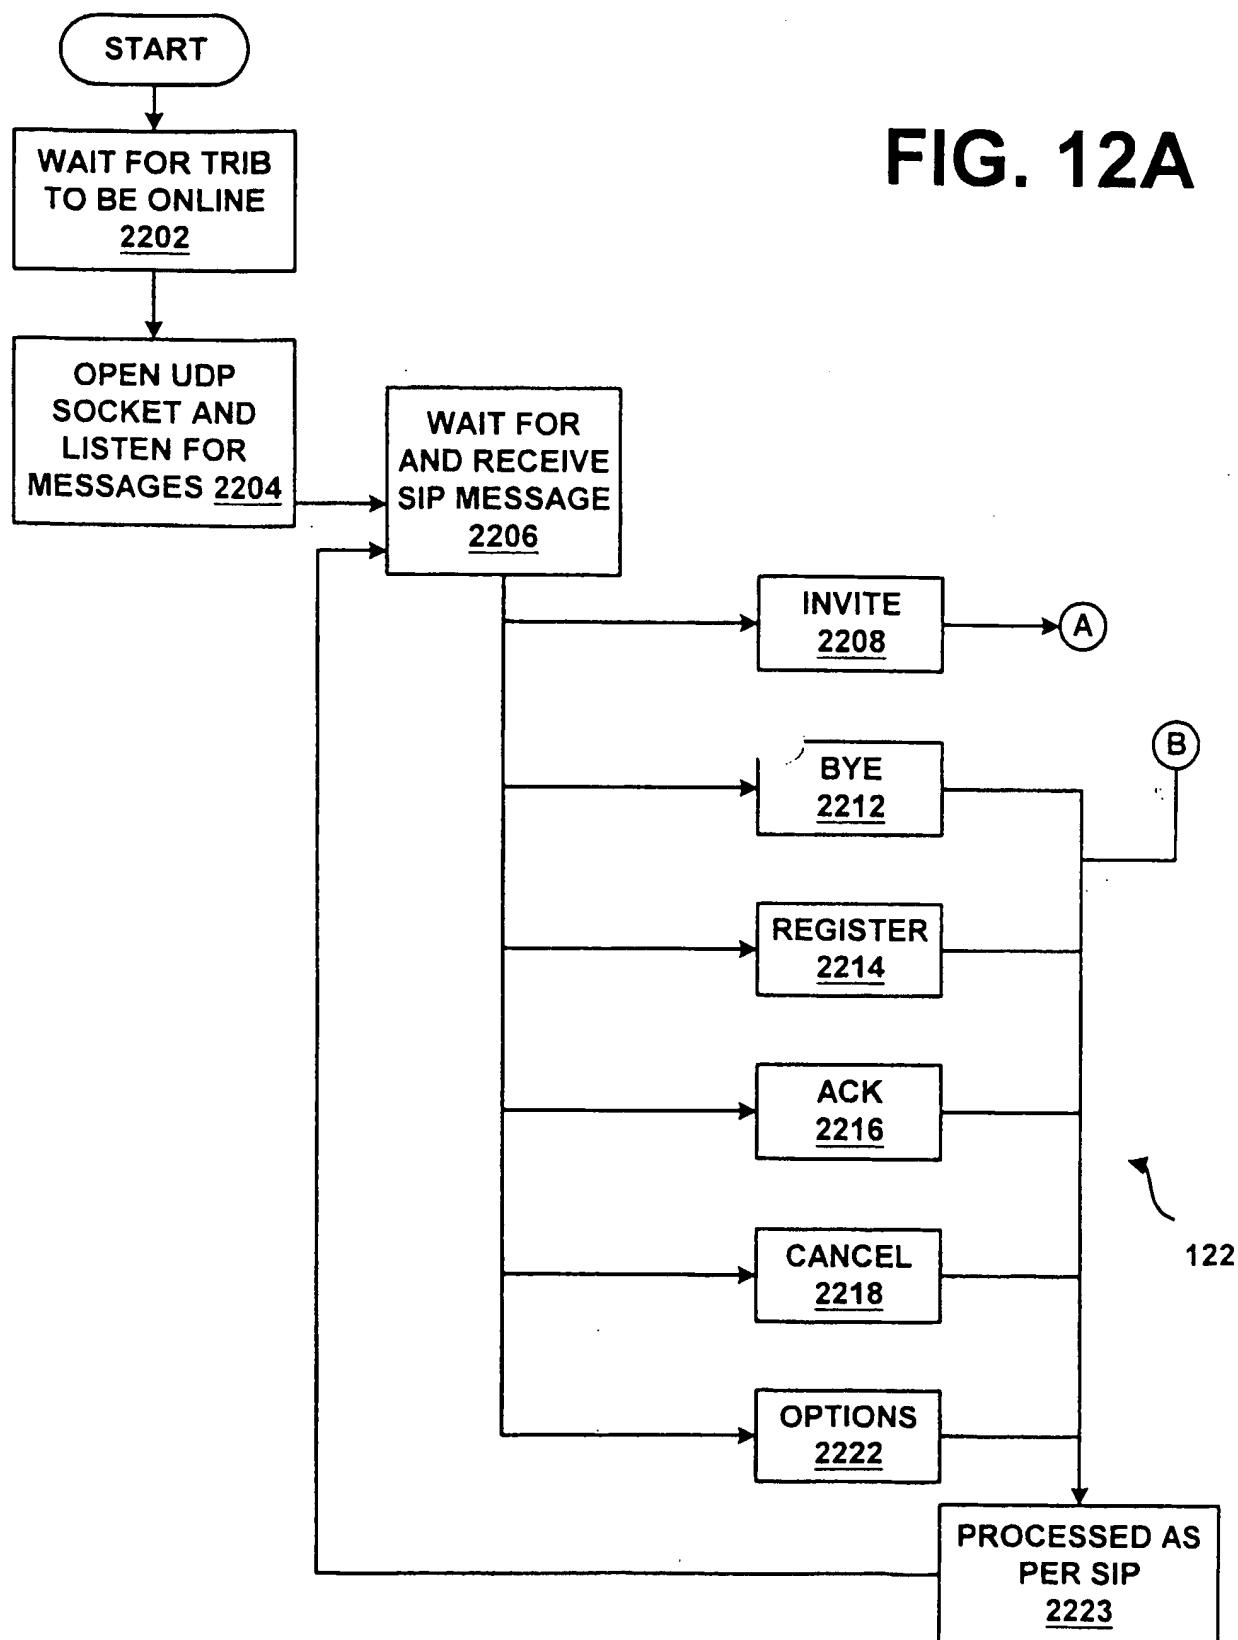 START
FIG. 12A
WAIT FOR TRIB
TO BE ONLINE
2202
OPEN UDP
SOCKET AND
LISTEN FOR
MESSAGES 2204
WAIT FOR
AND RECEIVE
SIP MESSAGE
2206
INVITE
2208
A
B
BYE
2212
REGISTER
2214
ACK
2216
122
CANCEL
2218
OPTIONS
2222
PROCESSED AS
PER SIP
2223